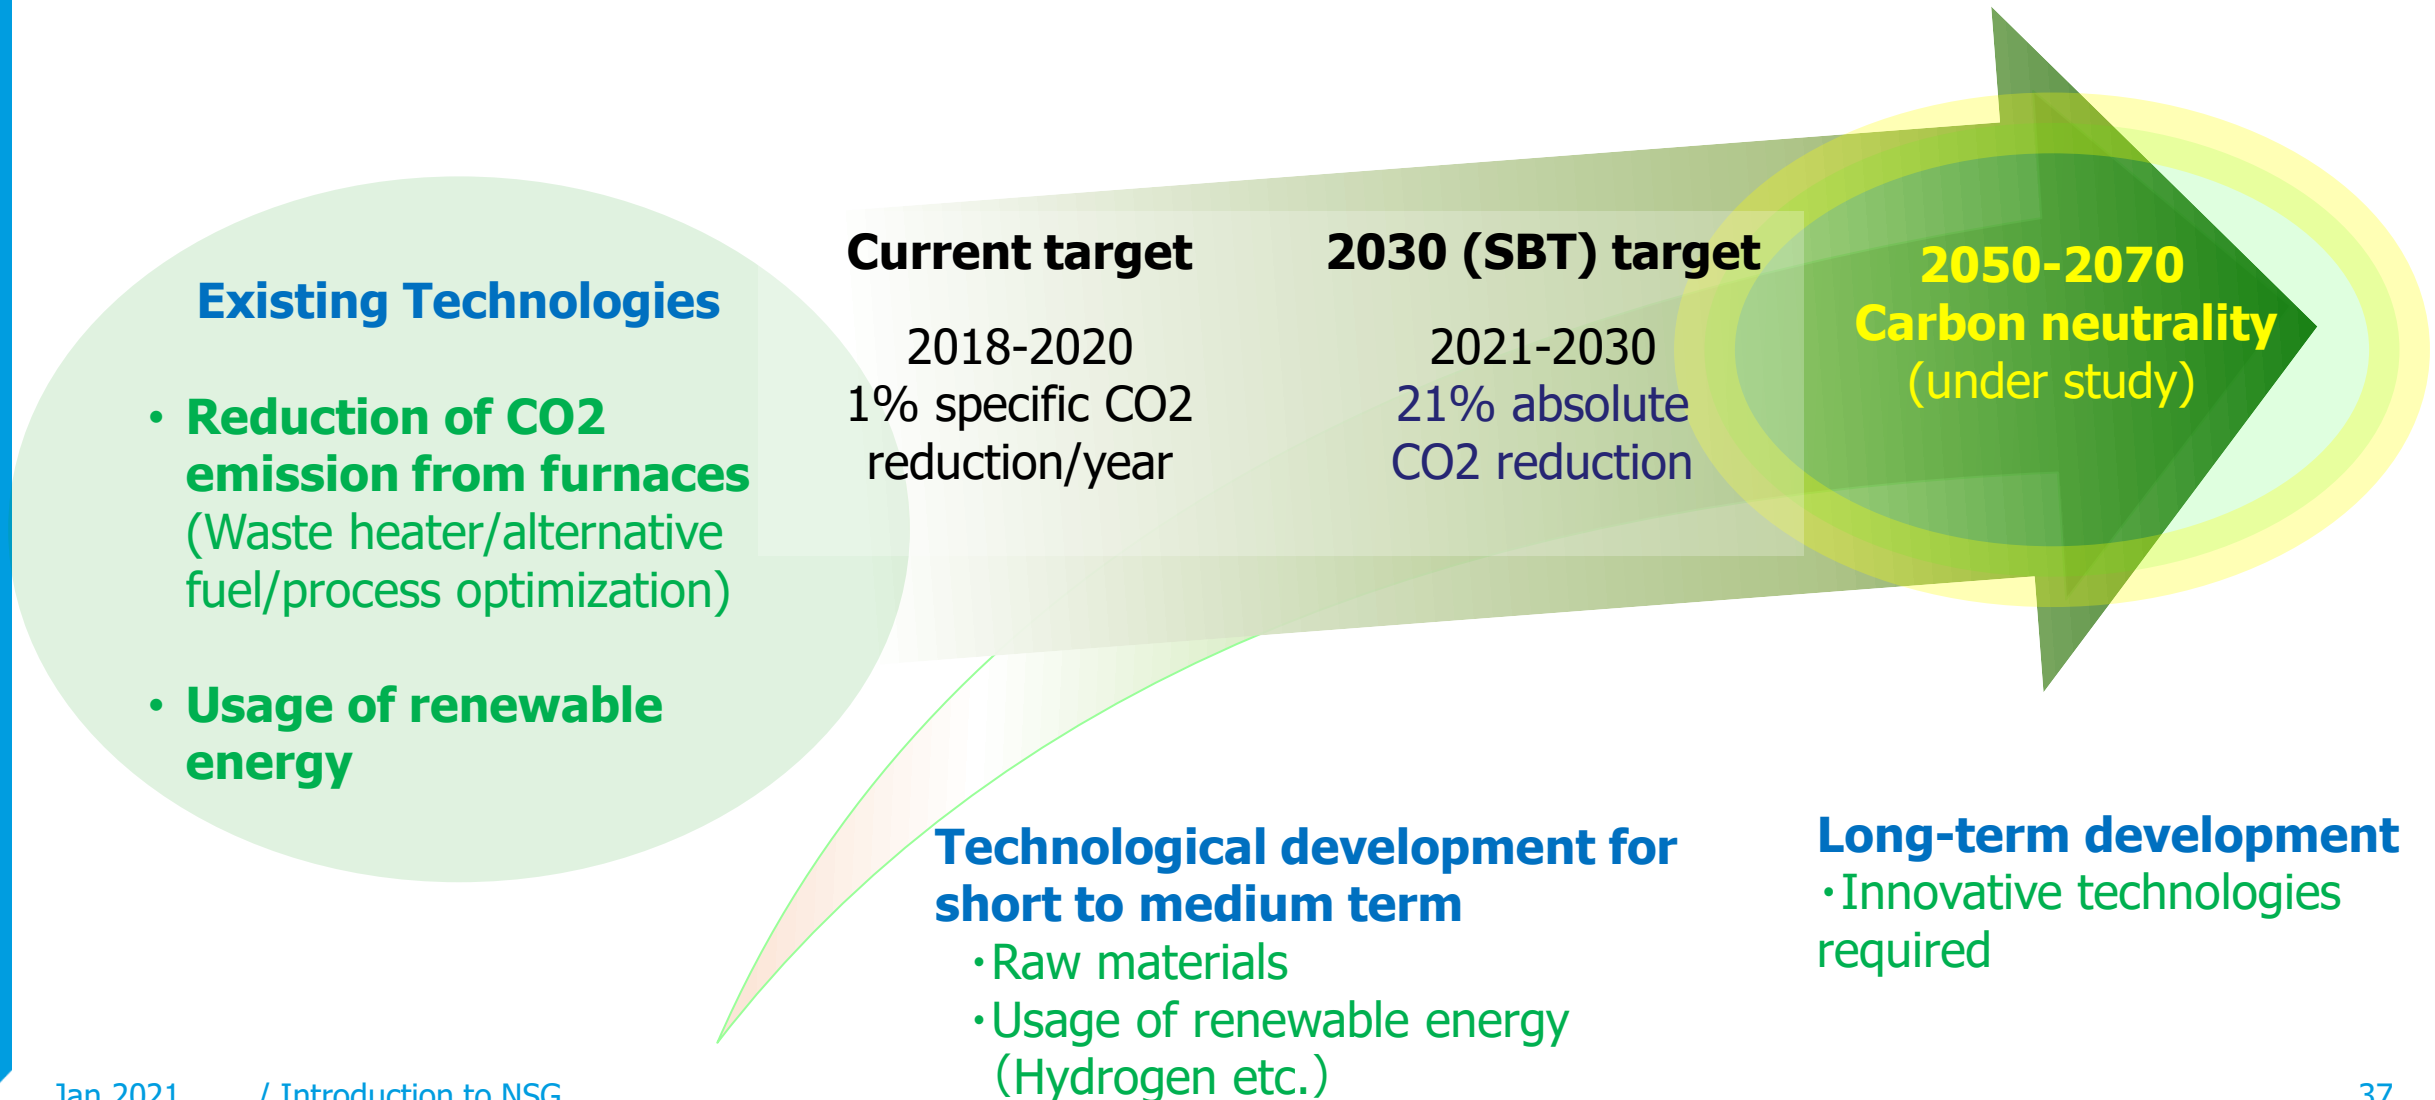 Existing Technologies
• Reduction of CO2
emission from furnaces
(Waste heater/alternative
fuel/process optimization)
• Usage of renewable
energy
Current target
2018-2020
1% specific CO2
reduction/year
2030 (SBT) target
2021-2030
21% absolute
CO2 reduction
2050-2070
Carbon neutrality
(under study)
Technological development for
short to medium term
・Raw materials
・Usage of renewable energy
（Hydrogen etc.）
Long-term development
・Innovative technologies
required
Jan 2021 / Introduction to NSG
37